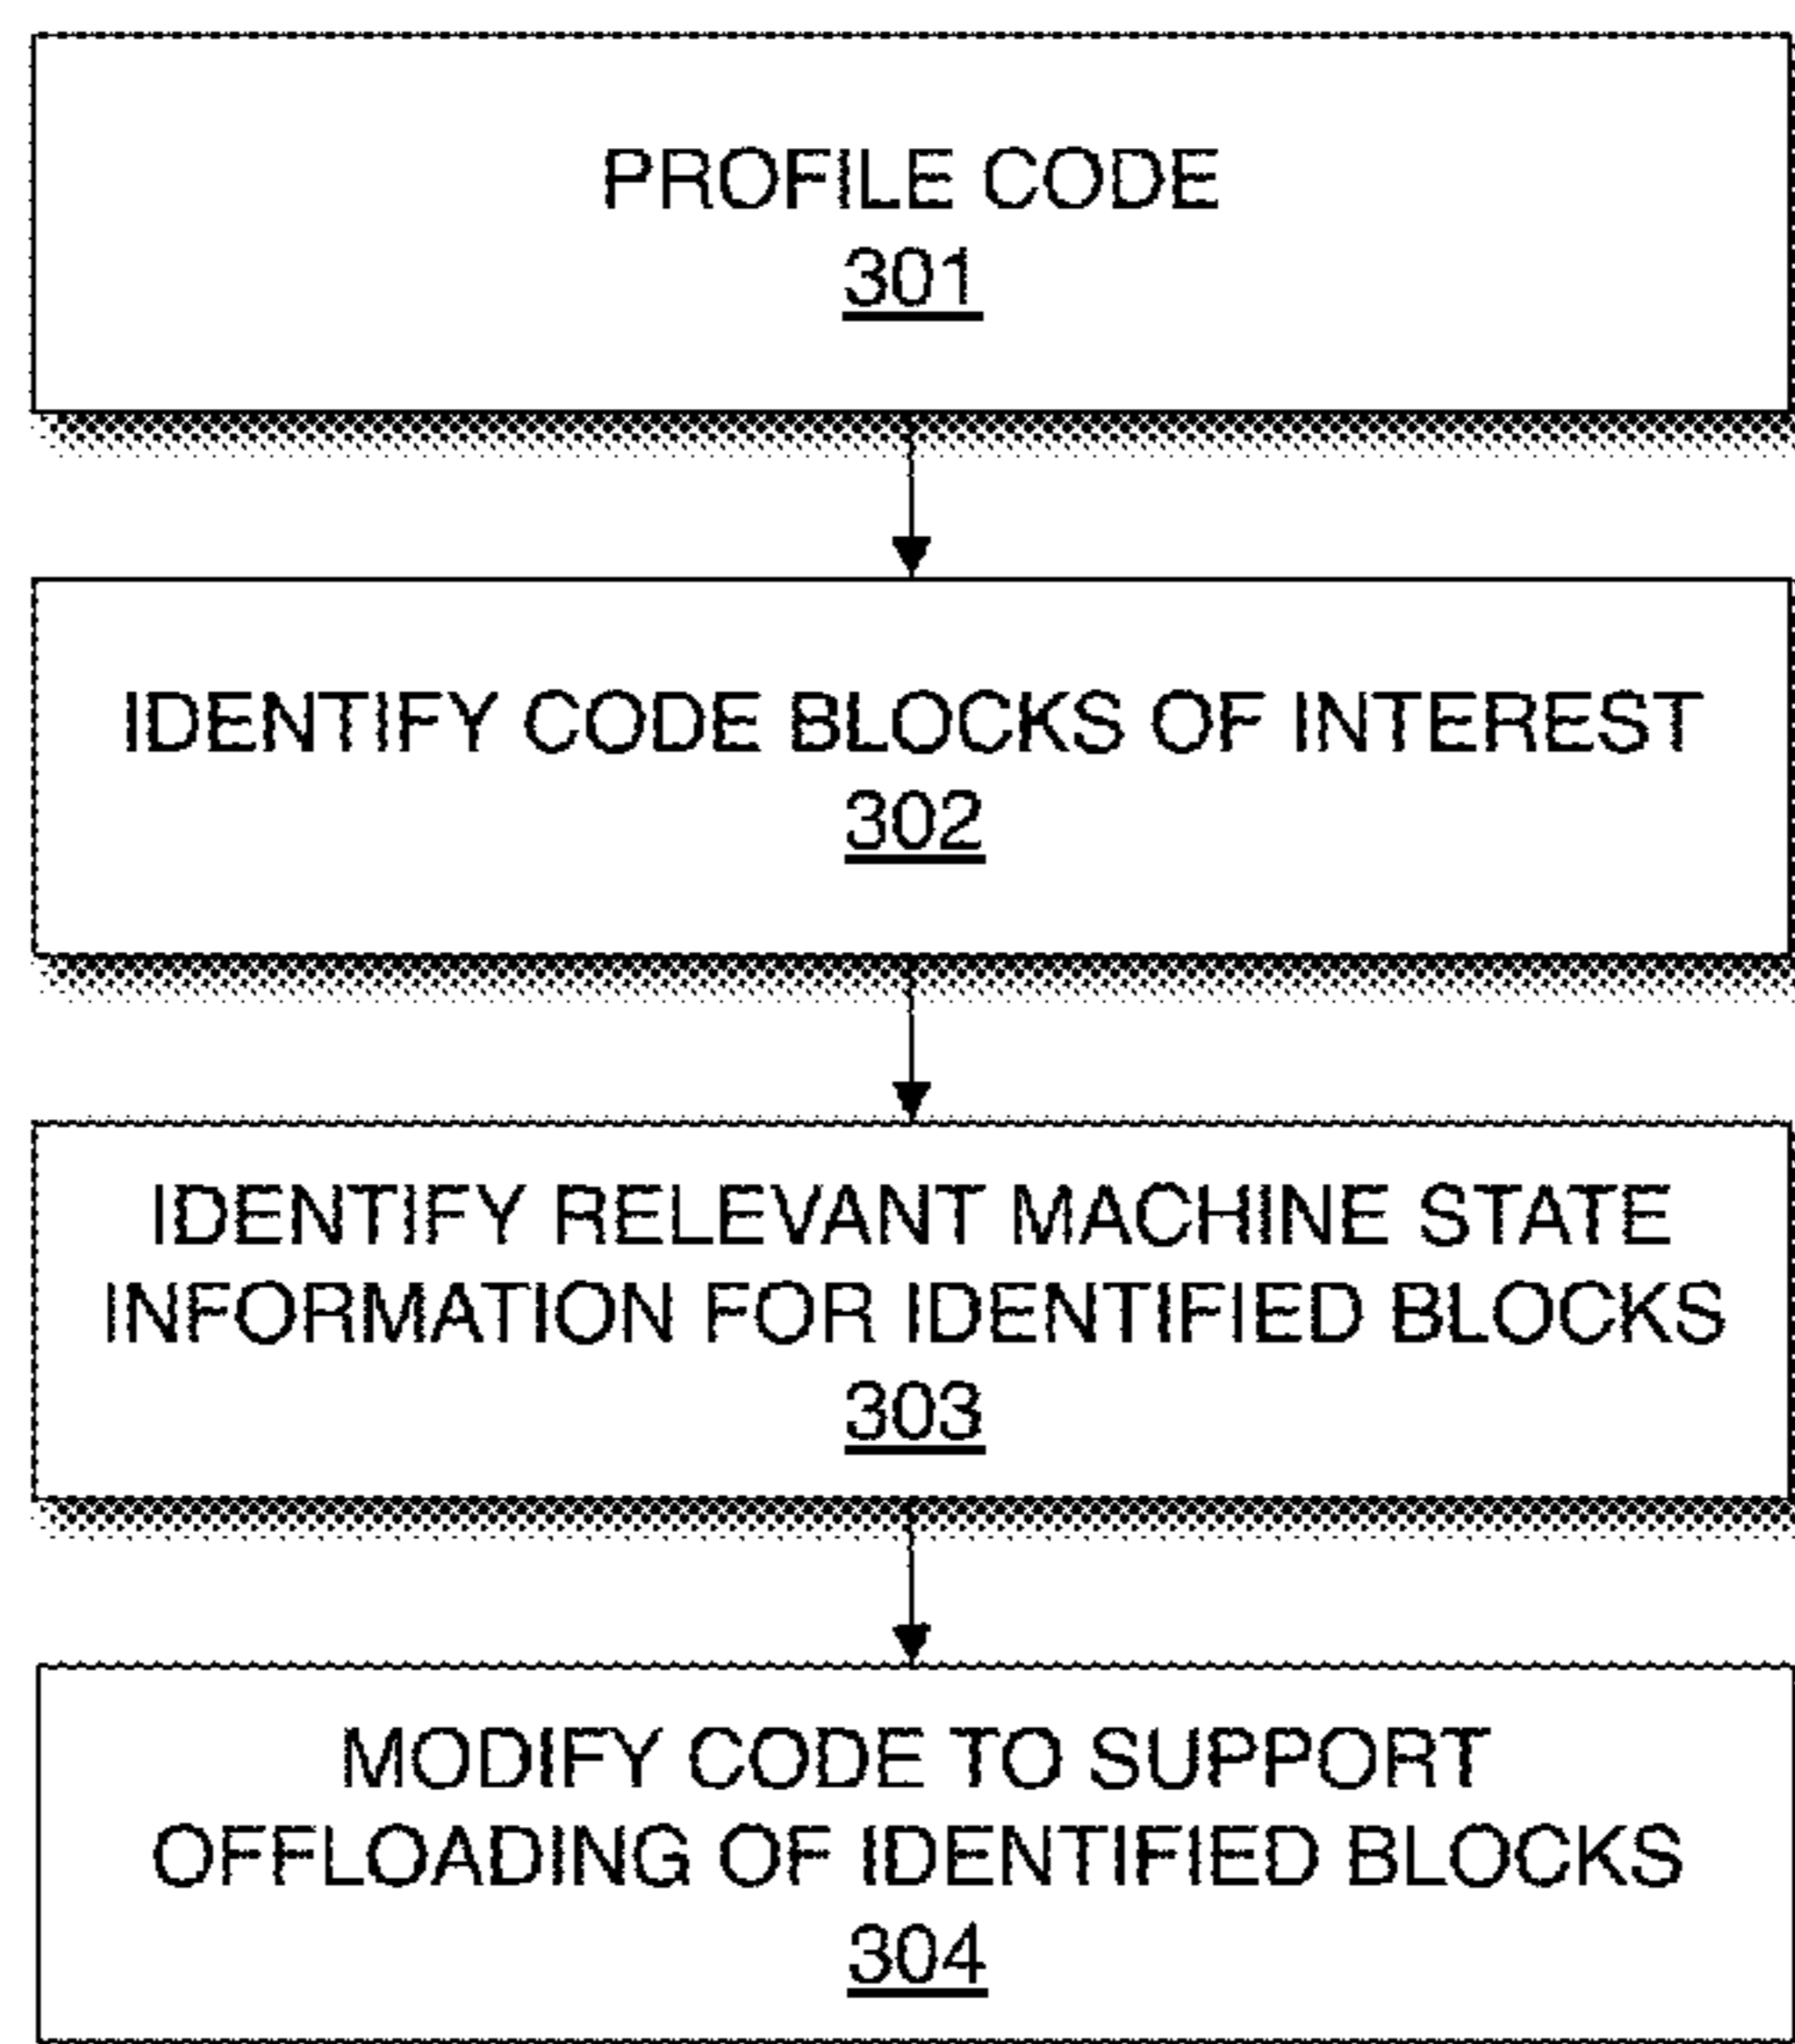 PROFILE CODE
301
IDENTIFY CODE BLOCKS OF INTEREST
302
IDENTIFY RELEVANT MACHINE STATE
INFORMATION FOR IDENTIFIED BLOCKS
303
MODIFY CODE TO SUPPORT
OFFLOADING OF IDENTIFIED BLOCKS
304